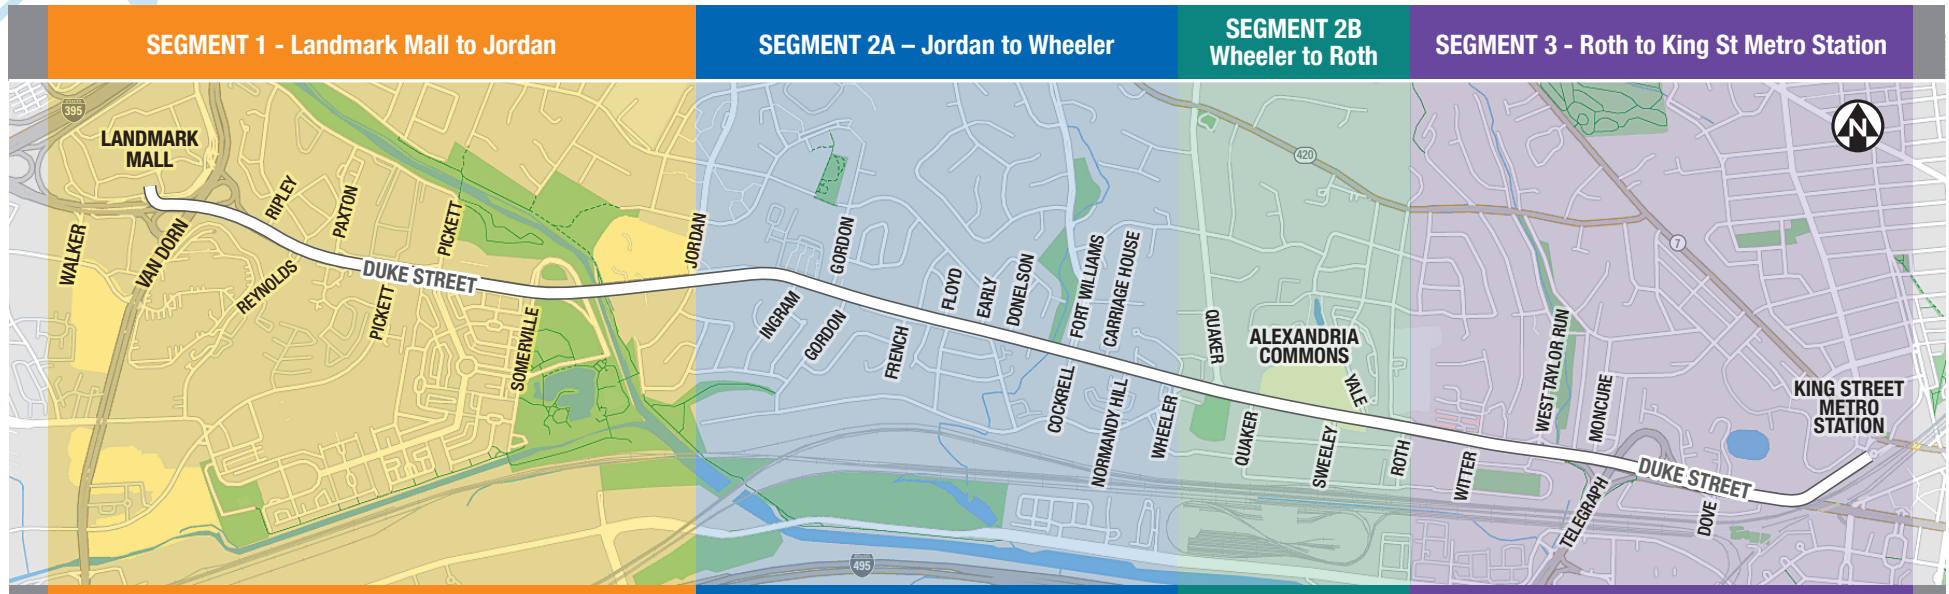 SEGMENT 1 - Landmark Mall to Jordan
SEGMENT 2A – Jordan to Wheeler
SEGMENT 2B
Wheeler to Roth
SEGMENT 3 - Roth to King St Metro Station
395
LANDMARK
MALL
N
420
7
495
WALKER
VAN DORN
RIPLEY
REYNOLDS
PAXTON
PICKETT
PICKETT
DUKE STREET
SOMERVILLE
JORDAN
INGRAM
GORDON
GORDON
FRENCH
FLOYD
EARLY
DONELSON
FORT WILLIAMS
CARRIAGE HOUSE
COCKRELL
NORMANDY HILL
WHEELER
QUAKER
QUAKER
ALEXANDRIA
COMMONS
YALE
SWEELEY
ROTH
WITTER
WEST TAYLOR RUN
MONCURE
TELEGRAPH
DUKE STREET
DOVE
KING STREET
METRO
STATION